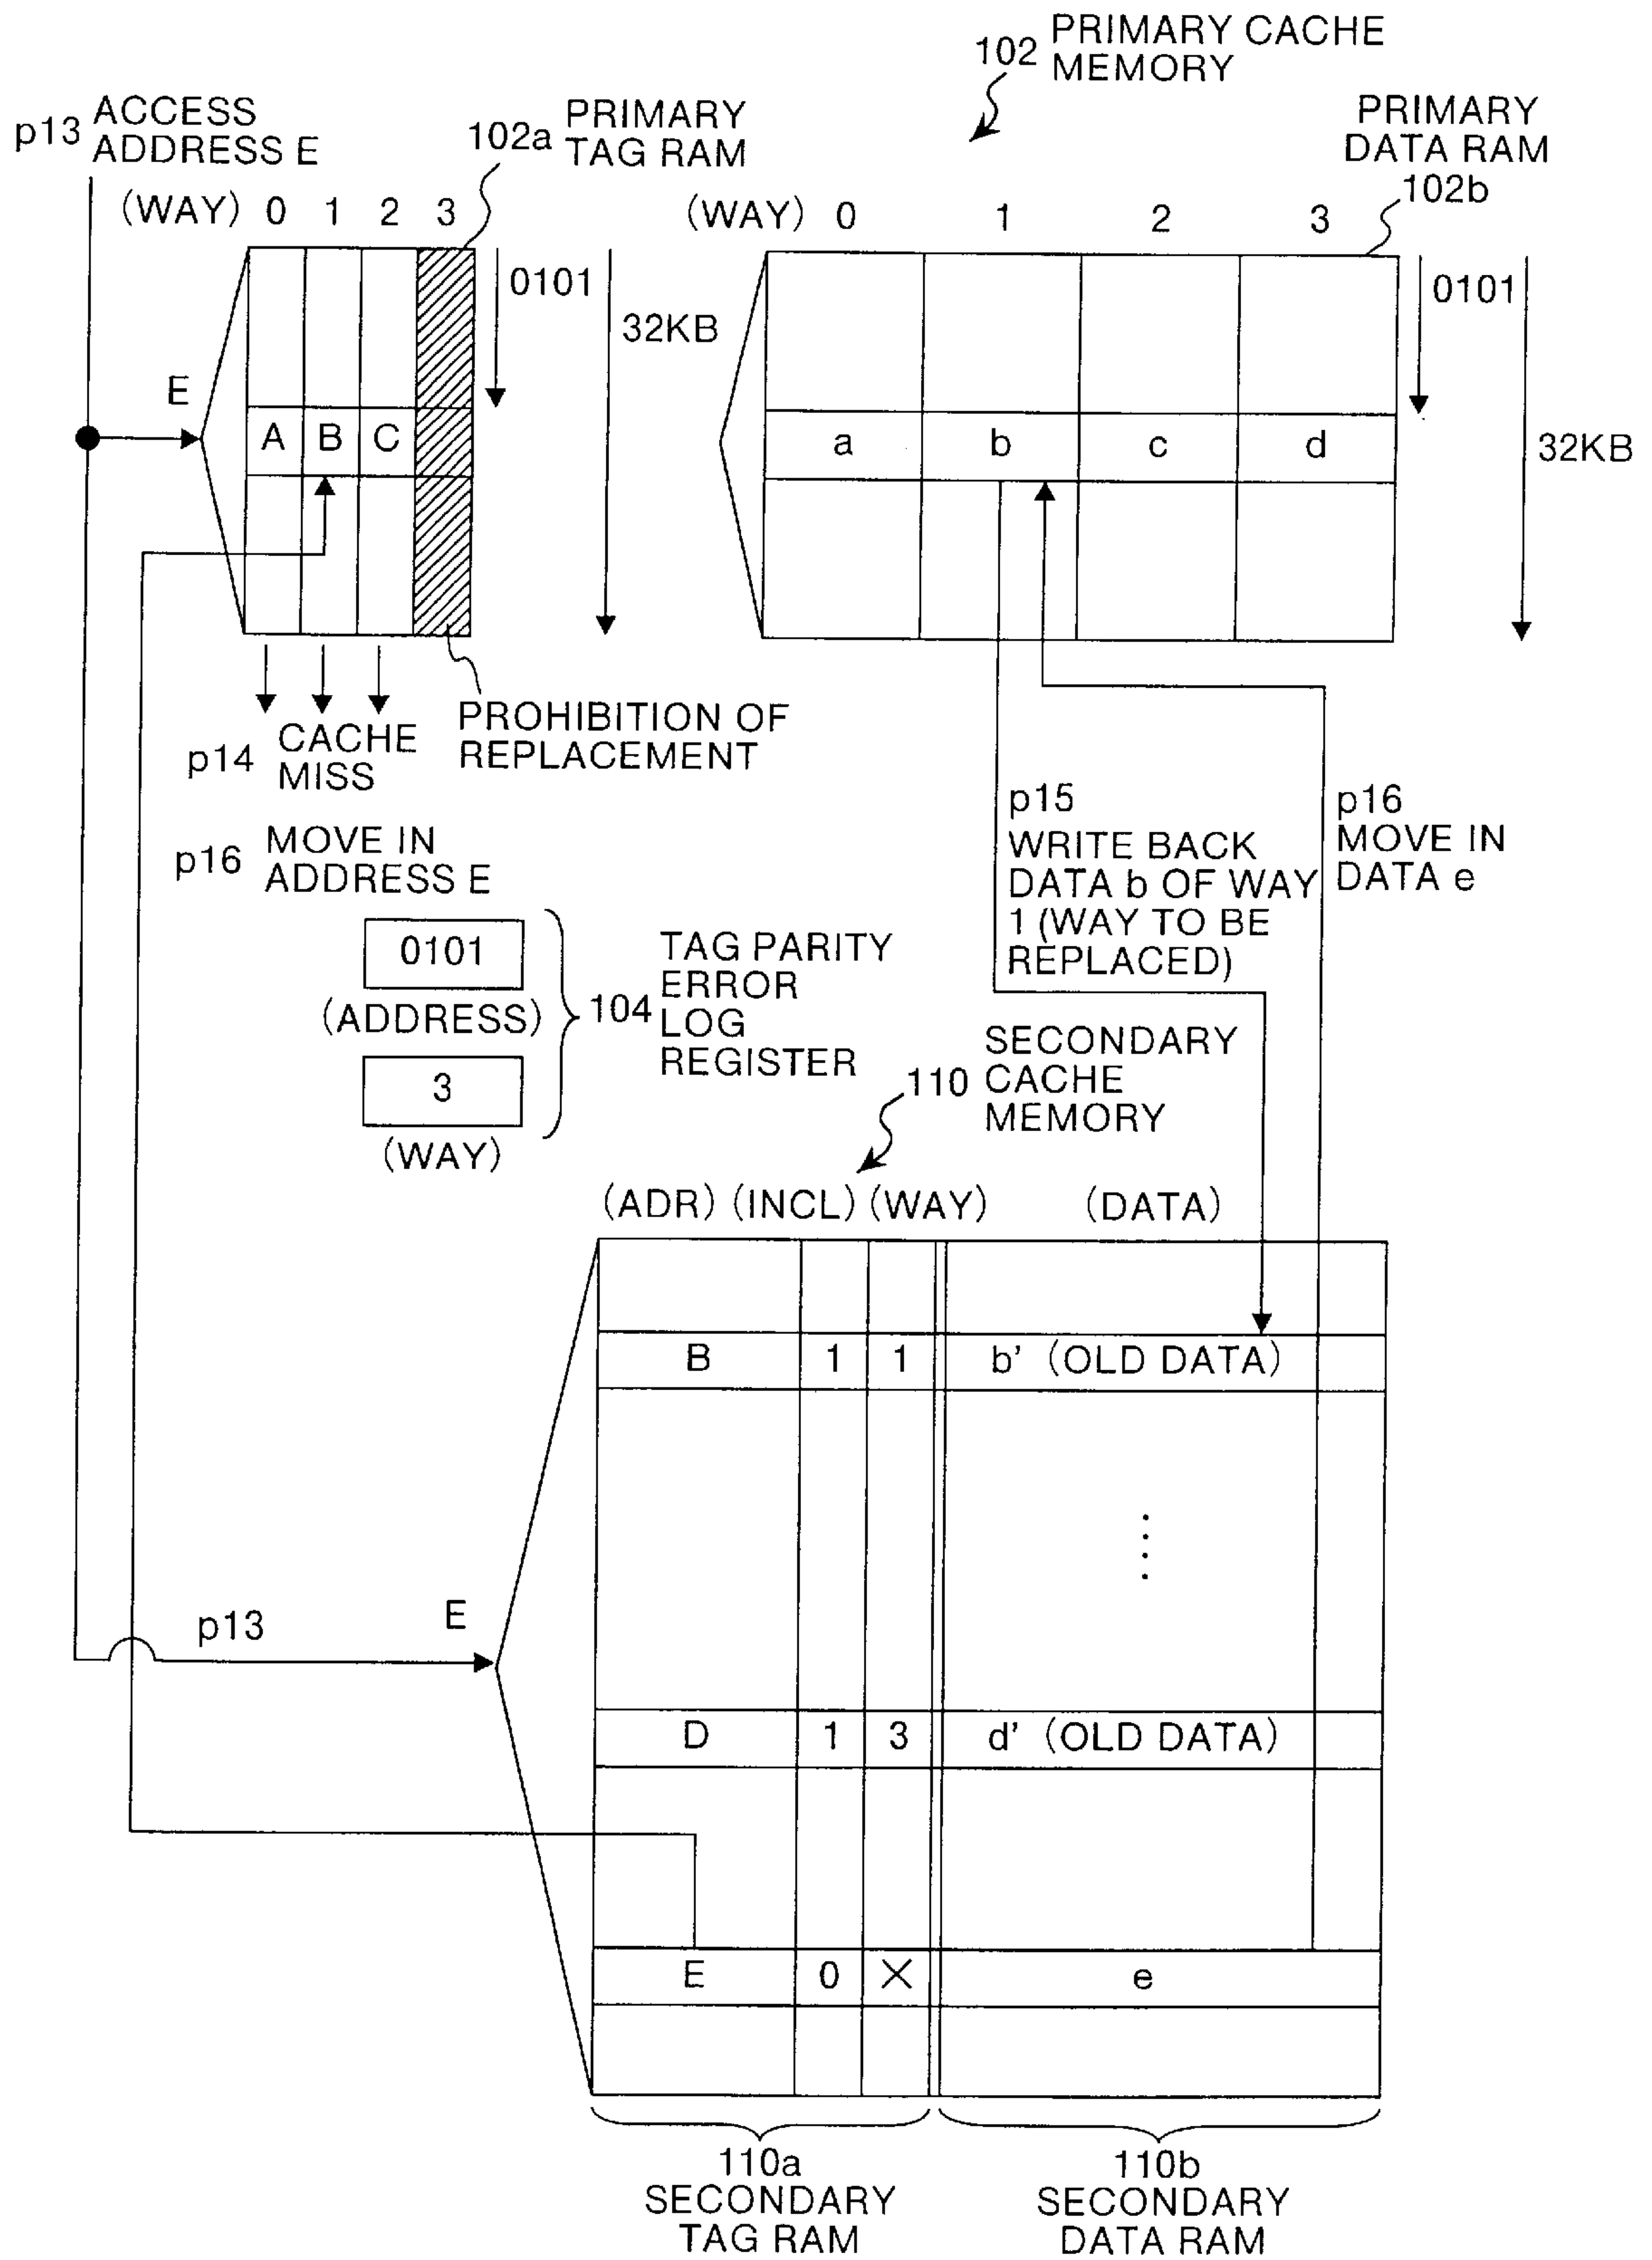 102 PRIMARY CACHE
MEMORY
p13 ACCESS
ADDRESS E
102a PRIMARY
TAG RAM
PRIMARY
DATA RAM
102b
(WAY) 0 1 2 3
(WAY) 0 1 2 3
0101
32KB
0101
32KB
E
A B C
a b c d
p14 CACHE
MISS
PROHIBITION OF
REPLACEMENT
p16 MOVE IN
ADDRESS E
p15
WRITE BACK
DATA b OF WAY
1 (WAY TO BE
REPLACED)
p16
MOVE IN
DATA e
0101
(ADDRESS)
3
(WAY)
104 TAG PARITY
ERROR
LOG
REGISTER
110 SECONDARY
CACHE
MEMORY
(ADR) (INCL) (WAY) (DATA)
B 1 1 b' (OLD DATA)
p13 E
D 1 3 d' (OLD DATA)
E 0 X e
110a
SECONDARY
TAG RAM
110b
SECONDARY
DATA RAM